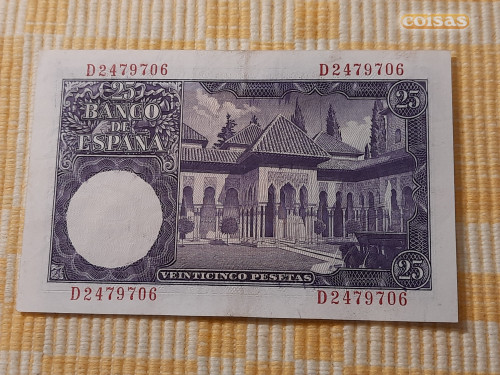 coisas
D2479706 D2479706
25 25
BANCO
DE
ESPAÑA
VEINTICINCO PESETAS 25
D2479706 D2479706